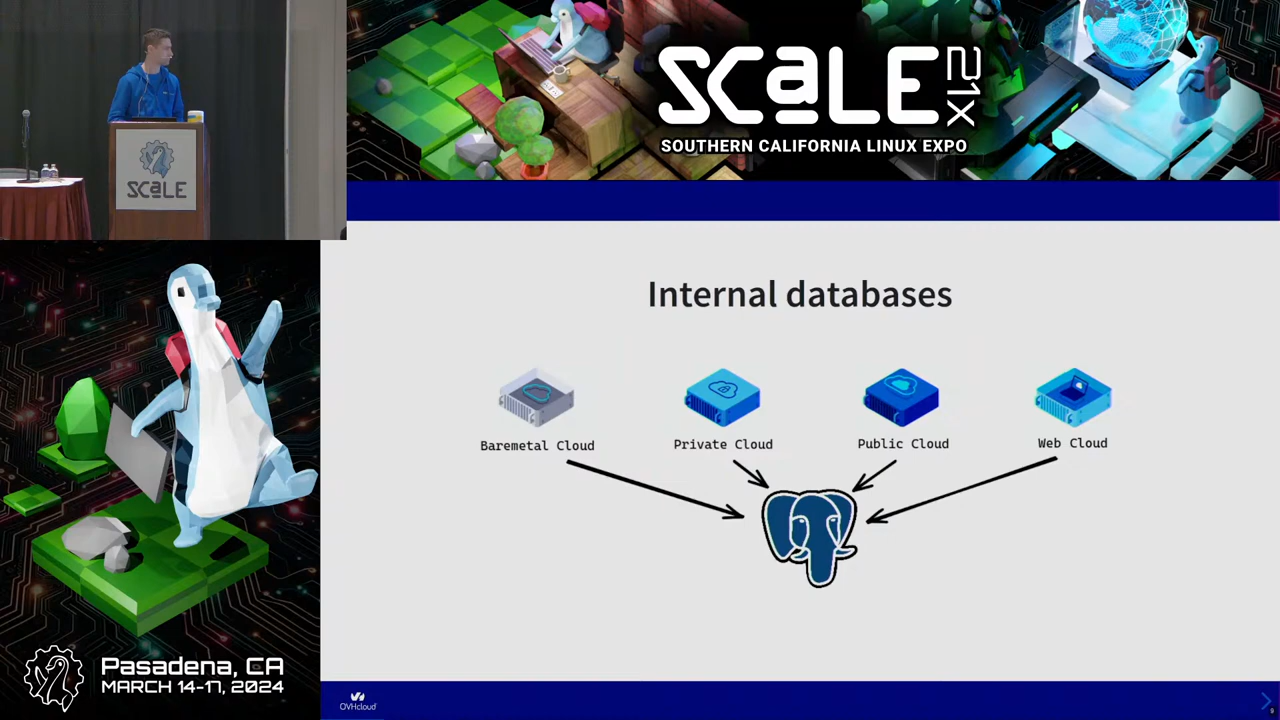 SCALE
SCALE
21X
SOUTHERN CALIFORNIA LINUX EXPO
Internal databases
Baremetal Cloud
Private Cloud
Public Cloud
Web Cloud
Pasadena, CA
MARCH 14-17, 2024
OVHcloud